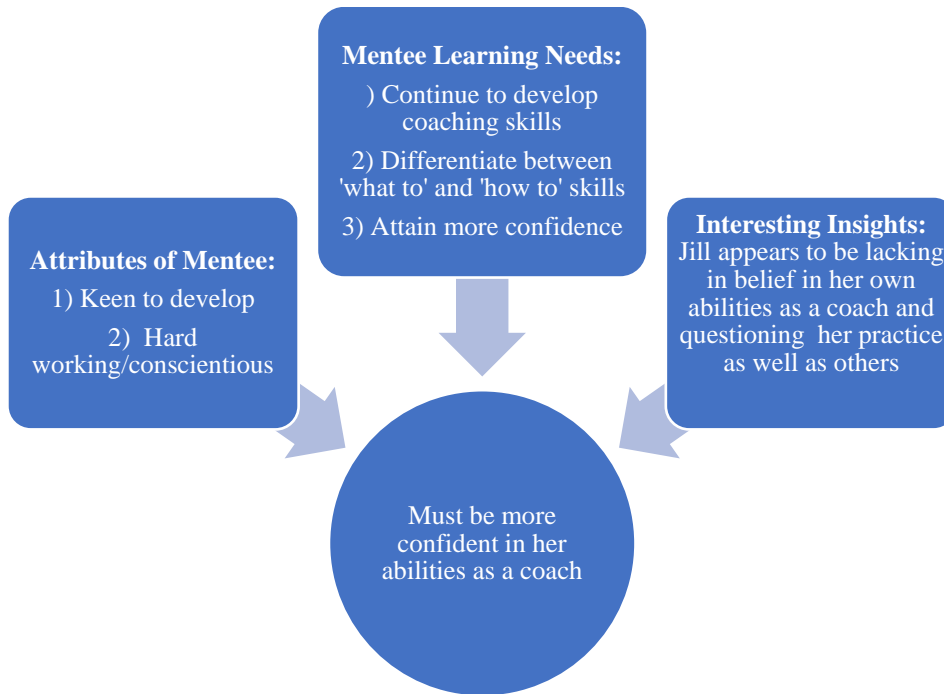 Mentee Learning Needs:
) Continue to develop
coaching skills
2) Differentiate between
'what to' and 'how to' skills
3) Attain more confidence
Attributes of Mentee:
1) Keen to develop
2) Hard
working/conscientious
Interesting Insights:
Jill appears to be lacking
in belief in her own
abilities as a coach and
questioning her practice
as well as others
Must be more
confident in her
abilities as a coach